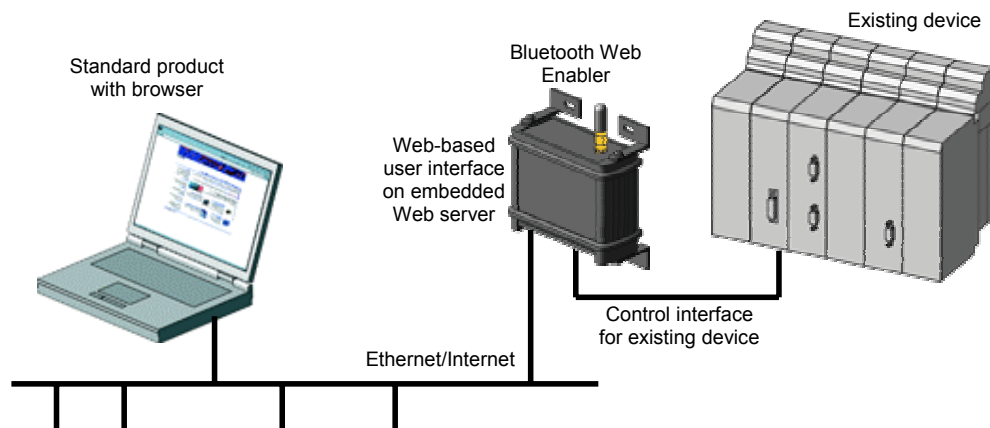 Existing device
Bluetooth Web
Enabler
Standard product
with browser
Web-based
user interface
on embedded
Web server
Control interface
for existing device
Ethernet/Internet